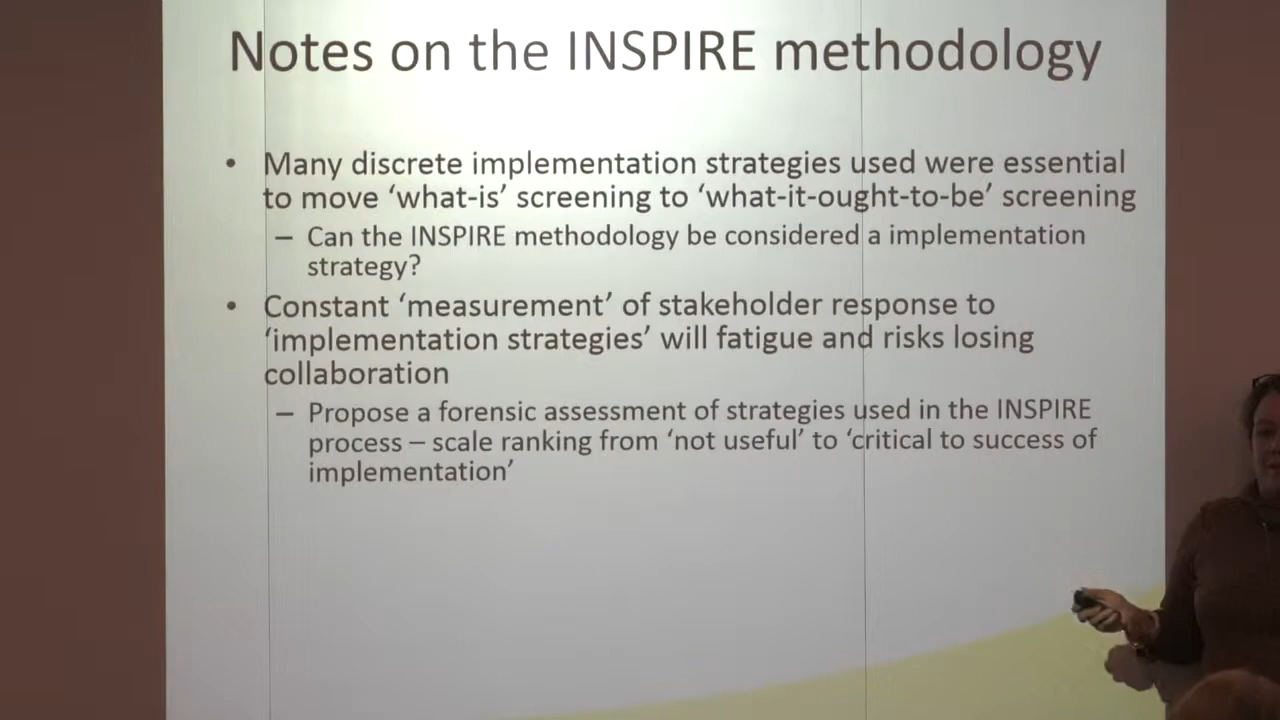 Notes on the INSPIRE methodology
• Many discrete implementation strategies used were essential
to move ‘what-is’ screening to ‘what-it-ought-to-be’ screening
– Can the INSPIRE methodology be considered a implementation
strategy?
• Constant ‘measurement’ of stakeholder response to
‘implementation strategies’ will fatigue and risks losing
collaboration
– Propose a forensic assessment of strategies used in the INSPIRE
process – scale ranking from ‘not useful’ to ‘critical to success of
implementation’